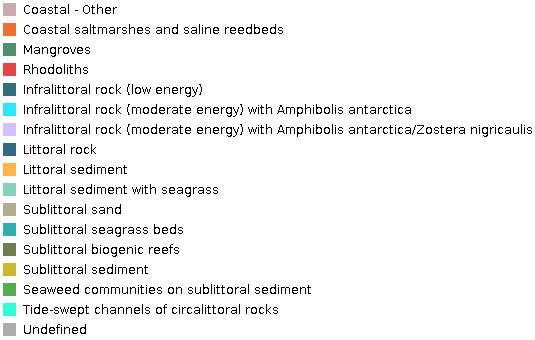 Coastal - Other
Coastal saltmarshes and saline reedbeds
Mangroves
Rhodoliths
Infralittoral rock (low energy)
Infralittoral rock (moderate energy) with Amphibolis antarctica
Infralittoral rock (moderate energy) with Amphibolis antarctica/Zostera nigricaulis
Littoral rock
Littoral sediment
Littoral sediment with seagrass
Sublittoral sand
Sublittoral seagrass beds
Sublittoral biogenic reefs
Sublittoral sediment
Seaweed communities on sublittoral sediment
Tide-swept channels of circalittoral rocks
Undefined